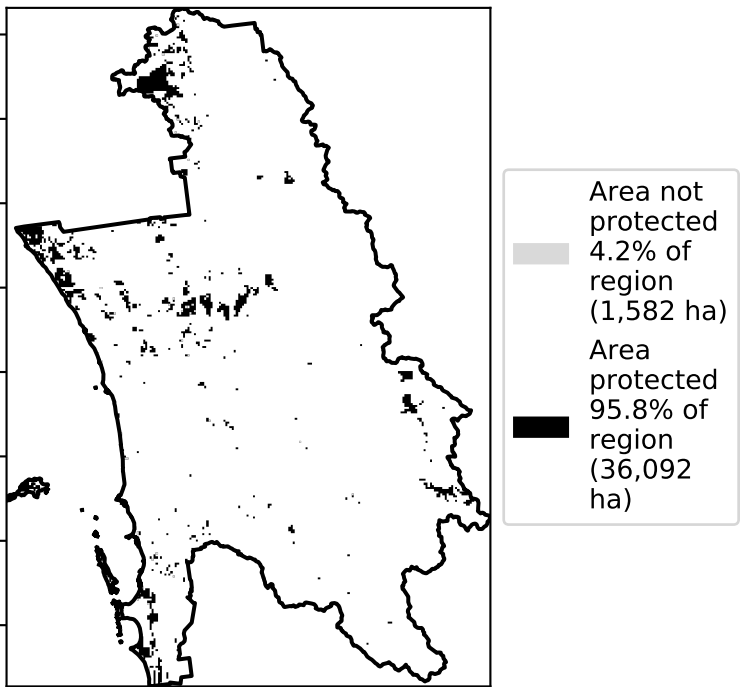 Area not
protected
4.2% of
region
(1,582 ha)
Area
protected
95.8% of
region
(36,092
ha)